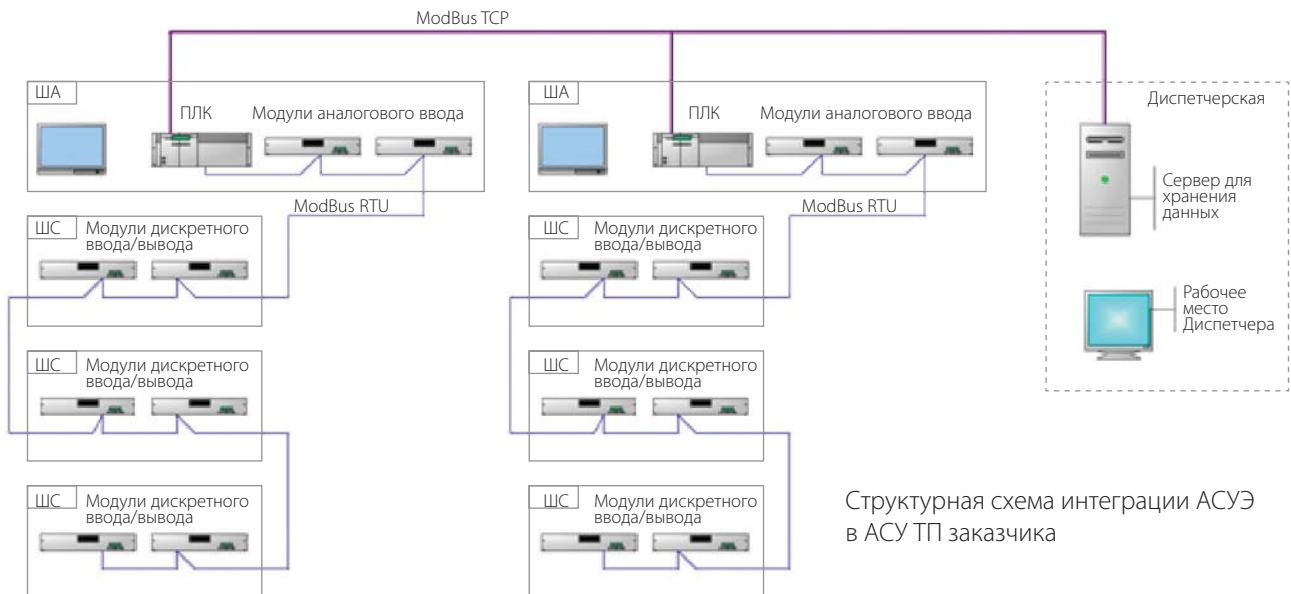 ModBus TCP
ША
ПЛК
Модули аналогового ввода
ModBus RTU
ШС
Модули дискретного
ввода/вывода
ШС
Модули дискретного
ввода/вывода
ШС
Модули дискретного
ввода/вывода
ША
ПЛК
Модули аналогового ввода
ModBus RTU
ШС
Модули дискретного
ввода/вывода
ШС
Модули дискретного
ввода/вывода
ШС
Модули дискретного
ввода/вывода
Диспетчерская
Сервер для
хранения
данных
Рабочее
место
Диспетчера
Структурная схема интеграции АСУЭ
в АСУ ТП заказчика